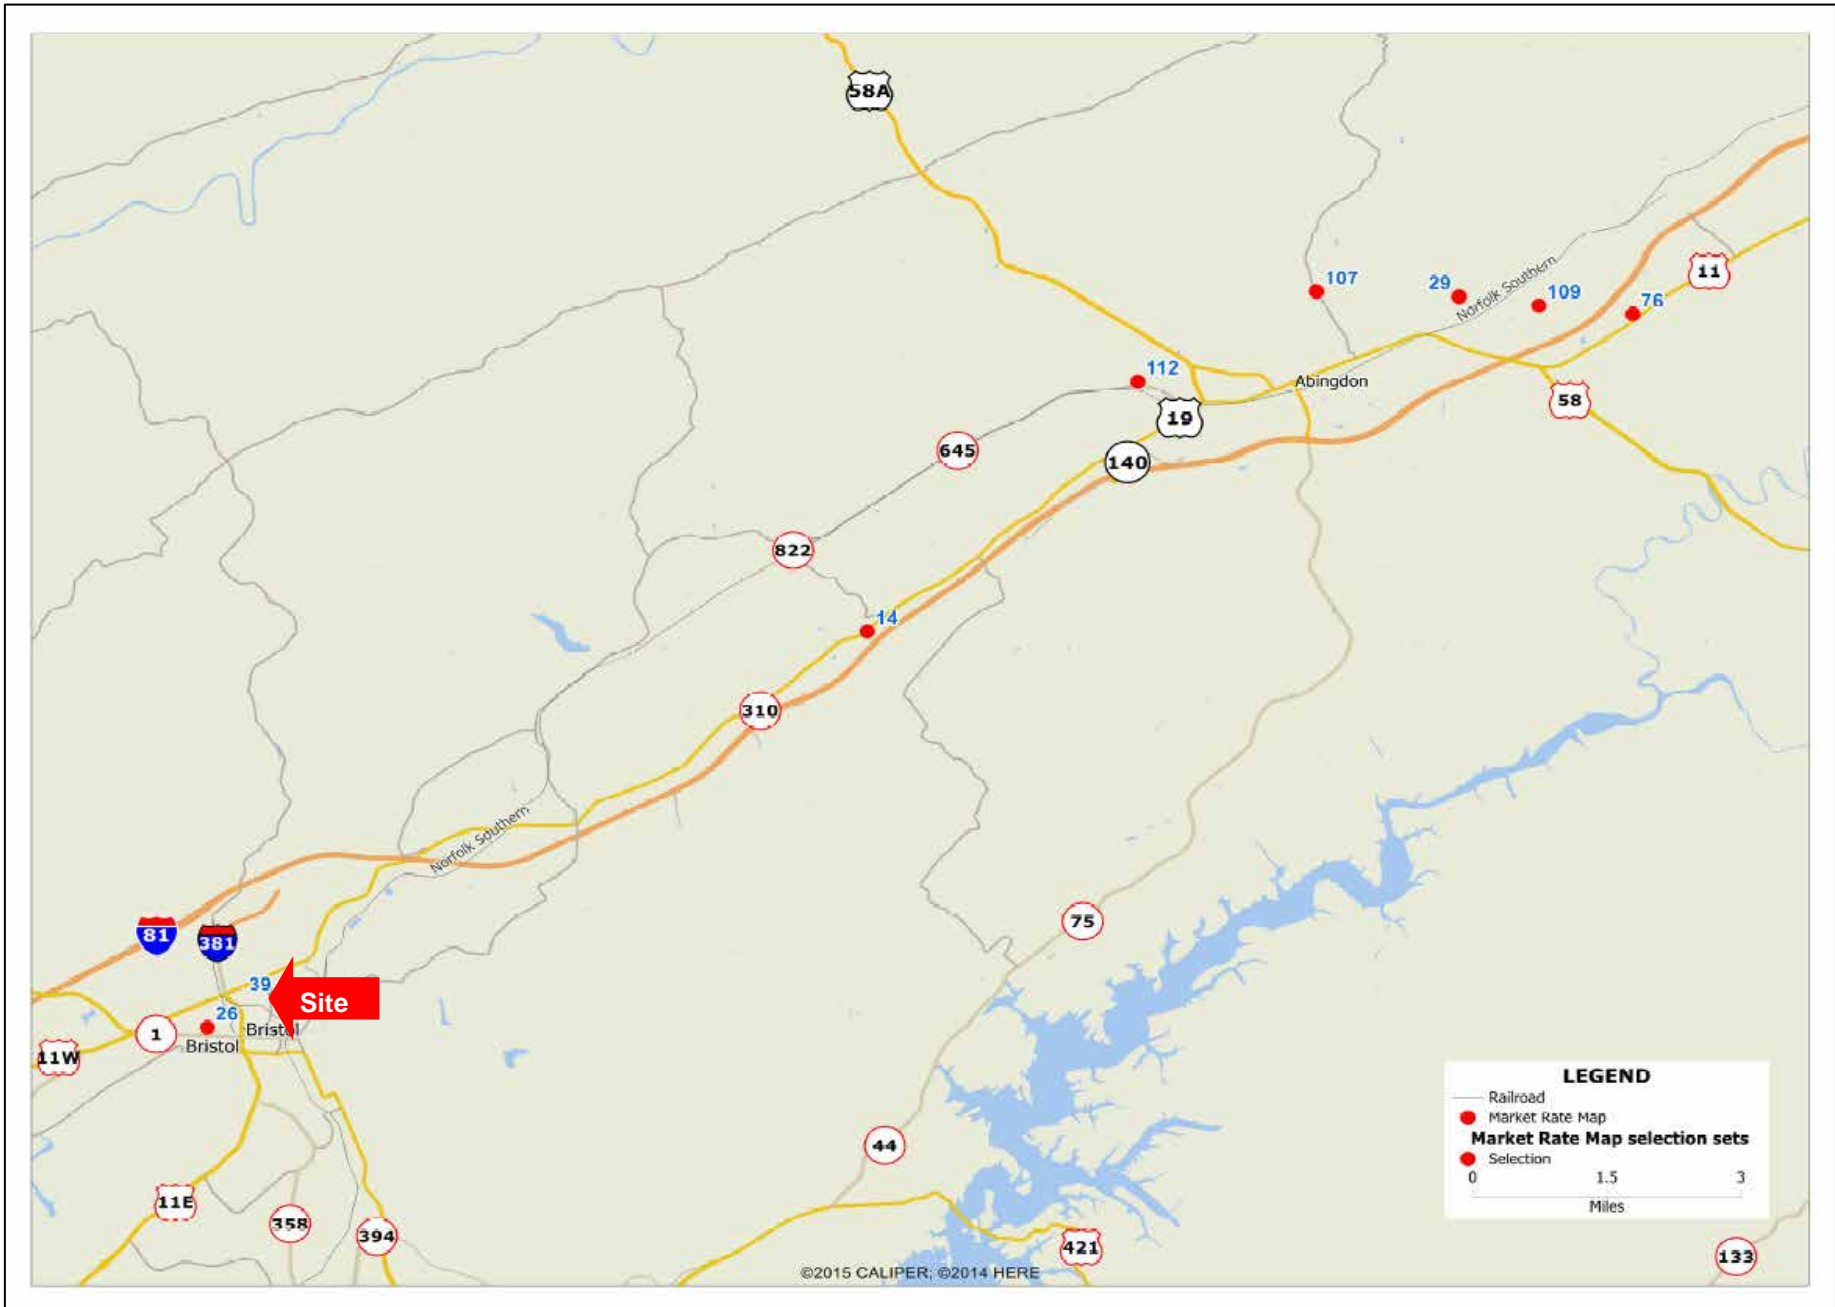 58A
11
107
29
Norfolk Southern
109
76
112
Abingdon
19
58
645
140
822
14
310
Norfolk Southern
75
81
381
39
Site
26
Bristol
1
Bristol
11W
LEGEND
Railroad
Market Rate Map
Market Rate Map selection sets
Selection
0 1.5 3
Miles
44
11E
358
394
421
133
©2015 CALIPER; ©2014 HERE